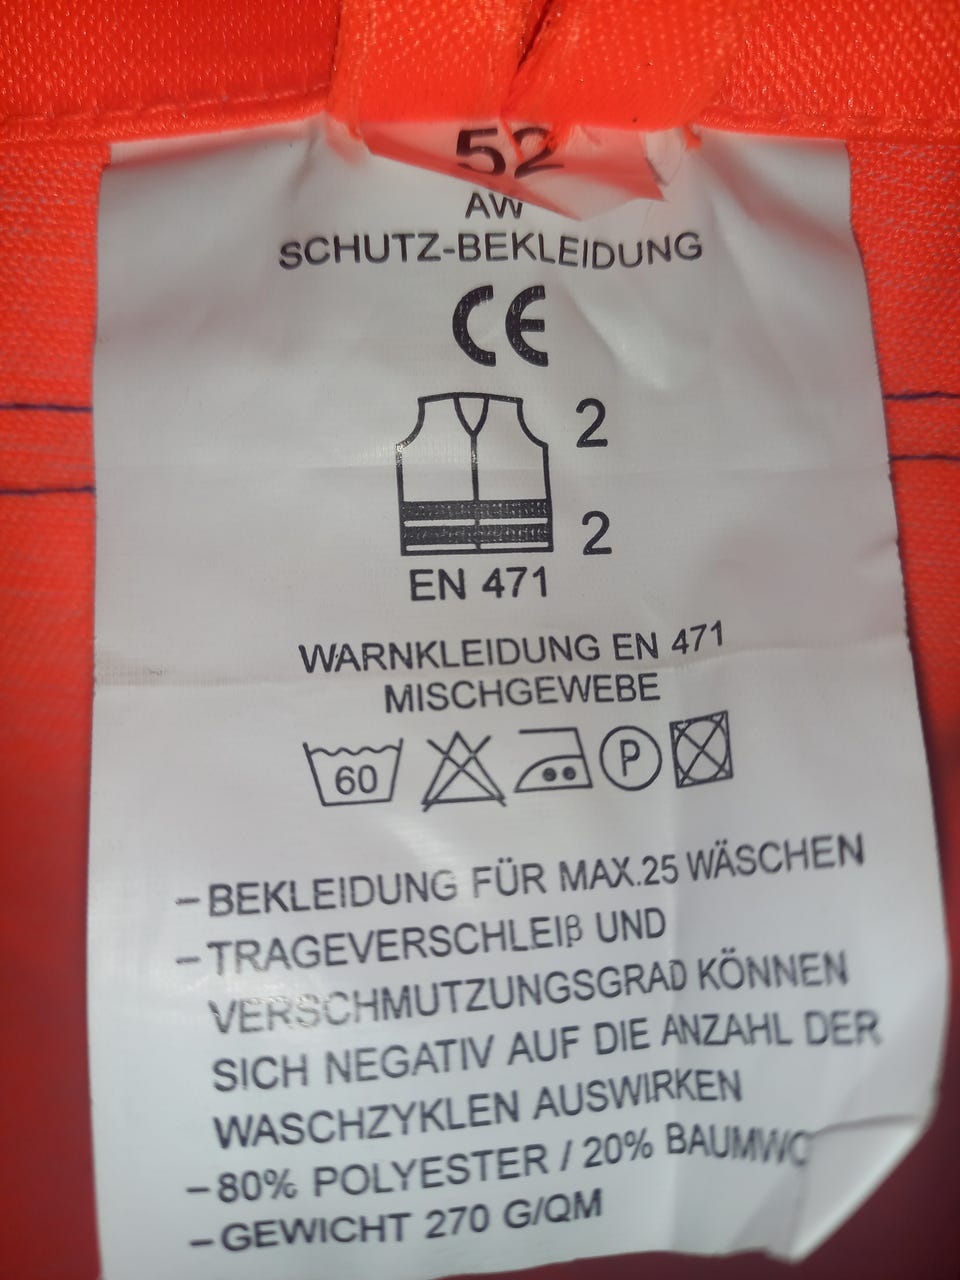 52
AW
SCHUTZ-BEKLEIDUNG
CE
2
2
EN 471
WARNKLEIDUNG EN 471
MISCHGEWEBE
60 P
–BEKLEIDUNG FÜR MAX.25 WÄSCHEN
–TRAGEVERSCHLEIß UND
VERSCHMUTZUNGSGRAD KÖNNEN
SICH NEGATIV AUF DIE ANZAHL DER
WASCHZYKLEN AUSWIRKEN
–80% POLYESTER / 20% BAUMWO
–GEWICHT 270 G/QM